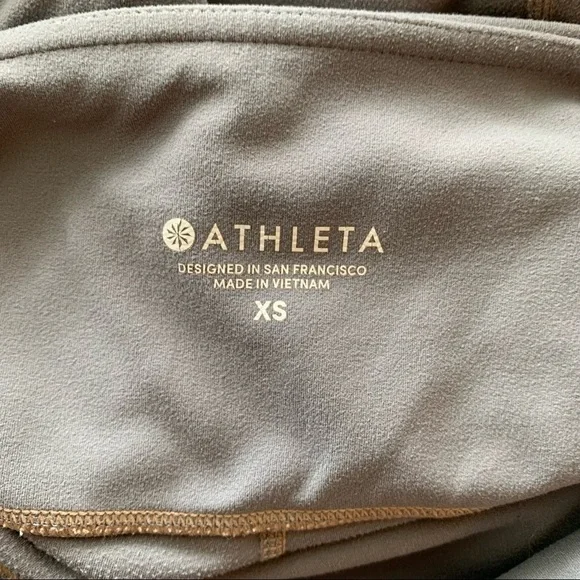 ATHLETA
DESIGNED IN SAN FRANCISCO
MADE IN VIETNAM
XS